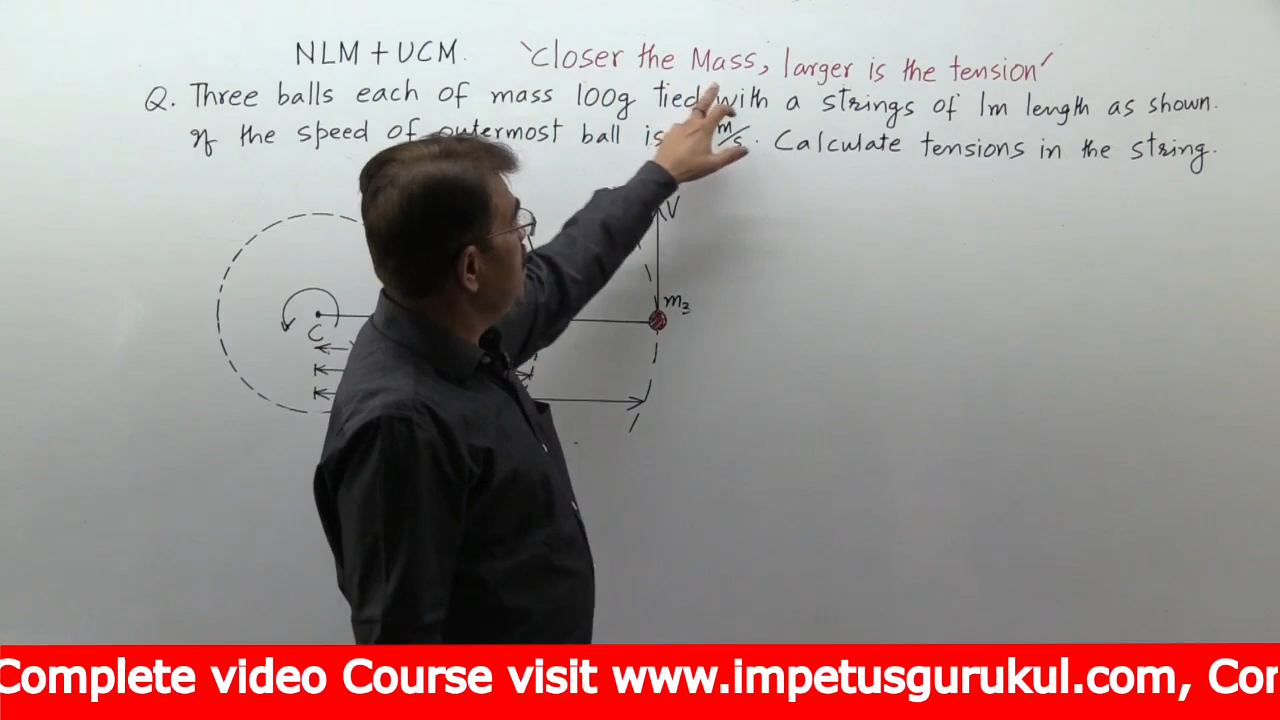 NLM + UCM. 'Closer the Mass, larger is the tension'
Q. Three balls each of mass 100g tied with a strings of 1m length as shown.
If the speed of outermost ball is m/s. Calculate tensions in the string.
V
m3
C
Complete video Course visit www.impetusgurukul.com, Con